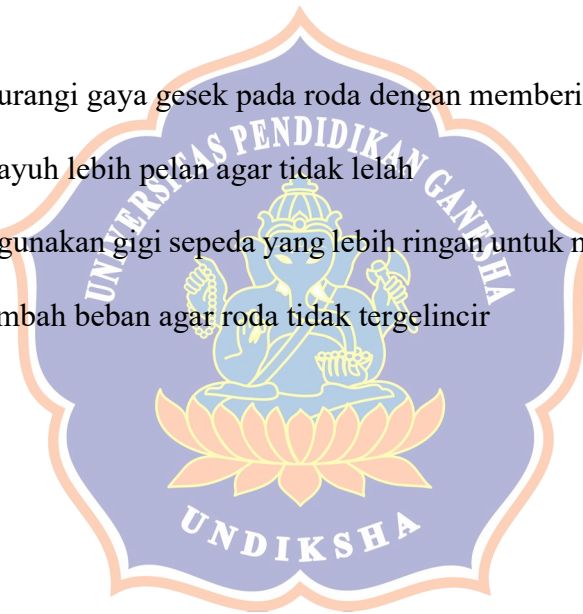 urangi gaya gesek pada roda dengan memberi
ayuh lebih pelan agar tidak lelah
gunakan gigi sepeda yang lebih ringan untuk
mbah beban agar roda tidak tergelincir
UNIVERSITAS PENDIDIKAN GANESHA
UNDIKSHA